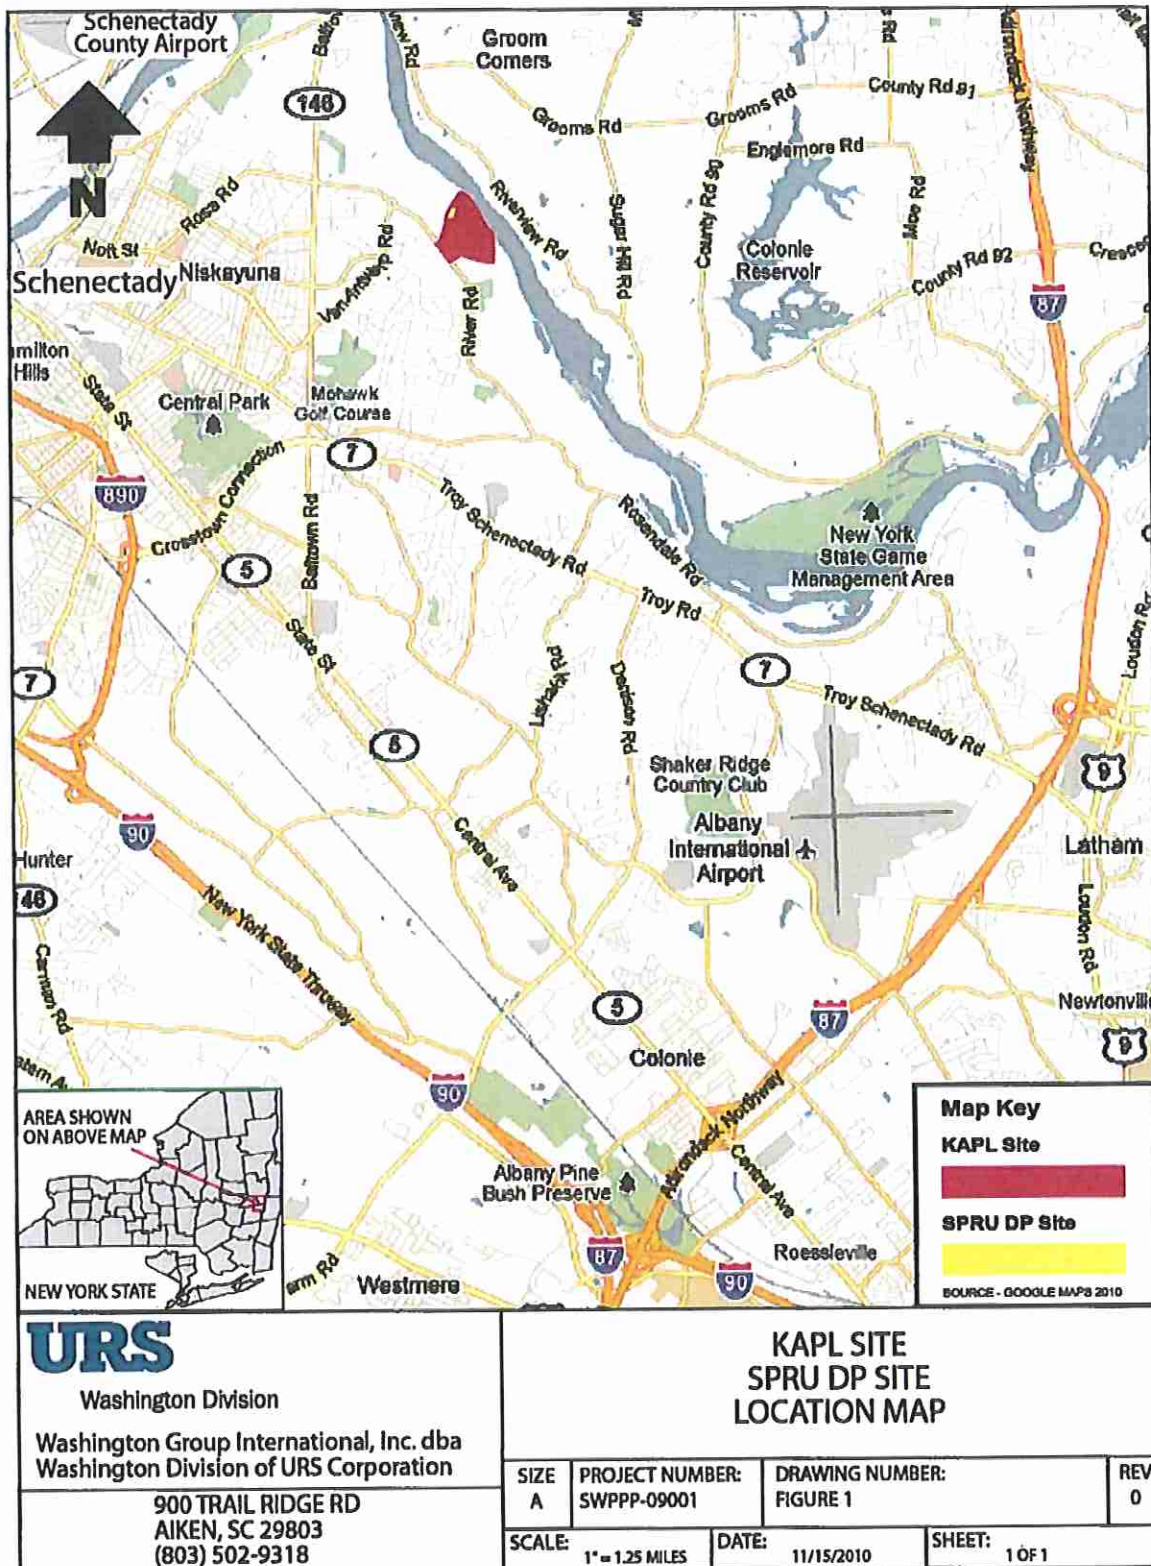 Schenectady
County Airport
N
146
Groom
Corners
Grooms Rd
Grooms Rd
County Rd 91
Englemore Rd
Riverview Rd
Sugar Hill Rd
County Rd 90
Moe Rd
Colonie
Reservoir
County Rd 92
87
Rosa Rd
Nott St
Schenectady
Niskayuna
Van Antwerp Rd
River Rd
milton
Hills
State St
Central Park
Mohawk
Golf Course
7
890
Crosstown Connection
Balltown Rd
5
Troy Schenectady Rd
Rosendale Rd
New York
State Game
Management Area
Troy Rd
State St
7
Lishakill Rd
Denison Rd
7
Troy Schenectady Rd
Loudon Rd
5
Shaker Ridge
Country Club
9
Albany
International
Airport
Latham
90
Hunter
46
Central Ave
New York State Thruway
Carman Rd
Loudon Rd
Newtonville
5
87
Colonie
9
90
Adirondack Northway
Albany Pine
Bush Preserve
Central Ave
87
90
Roessleville
arm Rd
Westmere
AREA SHOWN
ON ABOVE MAP
NEW YORK STATE
Map Key
KAPL Site
SPRU DP Site
SOURCE - GOOGLE MAPS 2010
URS
Washington Division
Washington Group International, Inc. dba
Washington Division of URS Corporation
900 TRAIL RIDGE RD
AIKEN, SC 29803
(803) 502-9318
KAPL SITE
SPRU DP SITE
LOCATION MAP
SIZE
A
PROJECT NUMBER:
SWPPP-09001
DRAWING NUMBER:
FIGURE 1
REV
0
SCALE:
1" = 1.25 MILES
DATE:
11/15/2010
SHEET:
1 OF 1